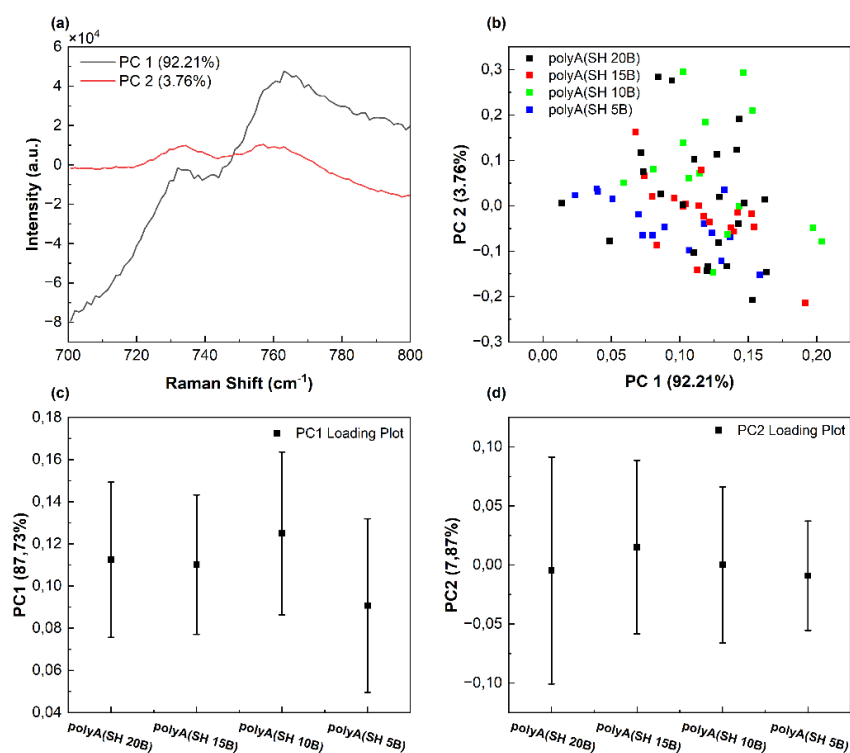 (a)
×10⁴
PC 1 (92.21%)
PC 2 (3.76%)
6
4
2
0
−2
−4
−6
−8
Intensity (a.u.)
700
720
740
760
780
800
Raman Shift (cm⁻¹)
(b)
polyA(SH 20B)
polyA(SH 15B)
polyA(SH 10B)
polyA(SH 5B)
0,3
0,2
0,1
0,0
−0,1
−0,2
−0,3
PC 2 (3.76%)
0,00
0,05
0,10
0,15
0,20
PC 1 (92.21%)
(c)
PC1 Loading Plot
0,18
0,16
0,14
0,12
0,10
0,08
0,06
0,04
PC1 (87,73%)
polyA(SH 20B)
polyA(SH 15B)
polyA(SH 10B)
polyA(SH 5B)
(d)
PC2 Loading Plot
0,10
0,05
0,00
−0,05
−0,10
PC2 (7,87%)
polyA(SH 20B)
polyA(SH 15B)
polyA(SH 10B)
polyA(SH 5B)